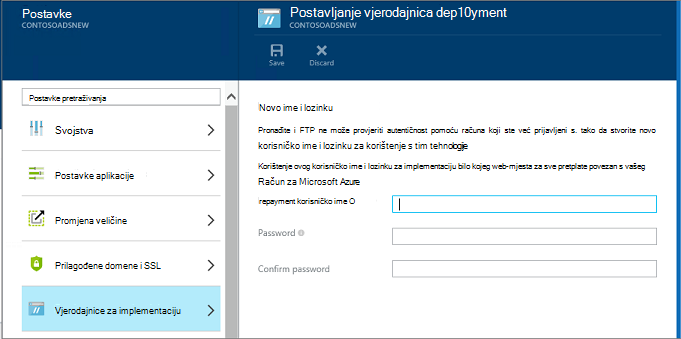 Postavke
CONTOSOADSNEW
Postavke pretraživanja
Svojstva
Postavke aplikacije
Promjena veličine
Prilagođene domene i SSL
Vjerodajnice za implementaciju
Postavljanje vjerodajnica dep10yment
CONTOSOADSNEW
Save
Discard
Novo ime i lozinku
Pronađite i FTP ne može provjeriti autentičnost pomoću računa koji ste već prijavljeni s. tako da stvorite novo
korisničko ime i lozinku za korištenje s tim tehnologije
Korištenje ovog korisničko ime i lozinku za implementaciju bilo kojeg web-mjesta za sve pretplate povezan s vašeg
Račun za Microsoft Azure
repayment korisničko ime O
Password
Confirm password